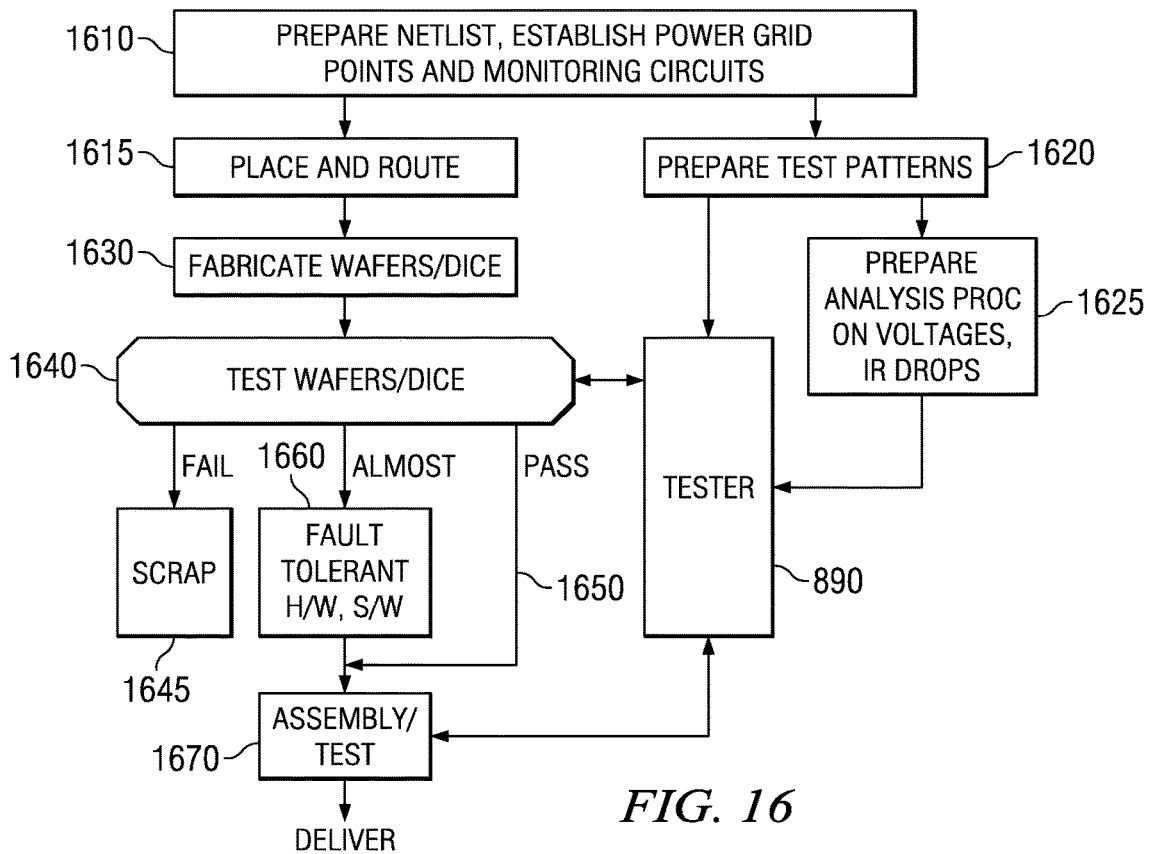 1610
PREPARE NETLIST, ESTABLISH POWER GRID
POINTS AND MONITORING CIRCUITS
1615
PLACE AND ROUTE
PREPARE TEST PATTERNS
1620
1630
FABRICATE WAFERS/DICE
PREPARE
ANALYSIS PROC
ON VOLTAGES,
IR DROPS
1625
1640
TEST WAFERS/DICE
FAIL
1660
ALMOST
PASS
TESTER
SCRAP
FAULT
TOLERANT
H/W, S/W
1650
890
1645
ASSEMBLY/
TEST
1670
DELIVER
FIG. 16